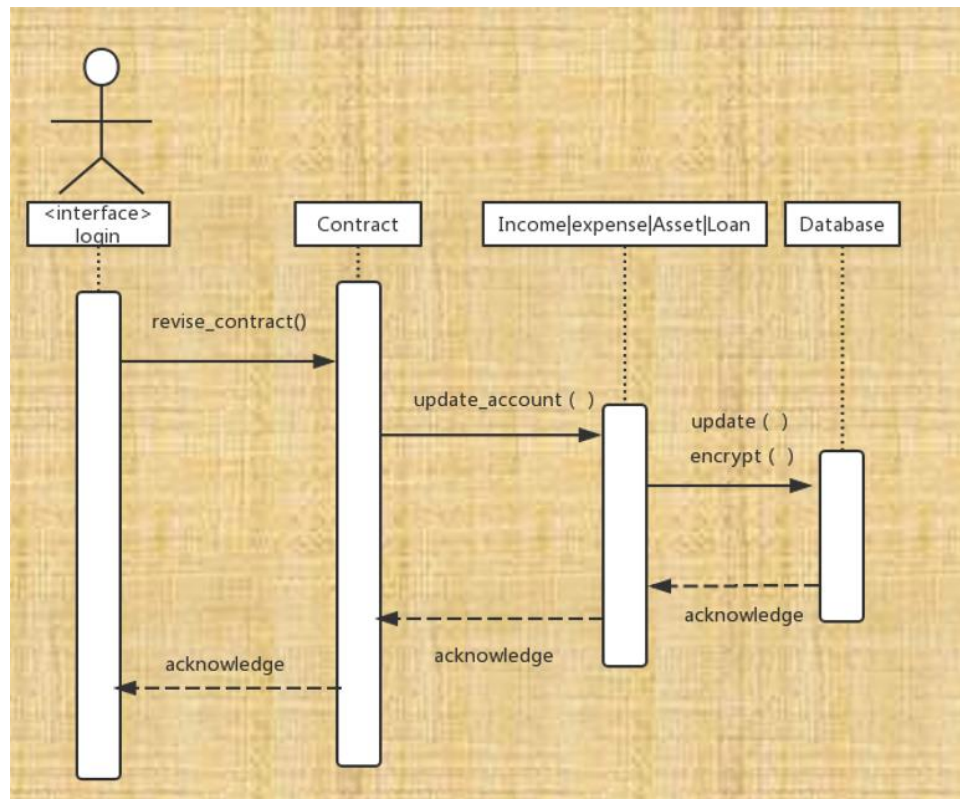 <interface>
login
Contract
Income|expense|Asset|Loan
Database
revise_contract()
update_account ( )
update ( )
encrypt ( )
acknowledge
acknowledge
acknowledge